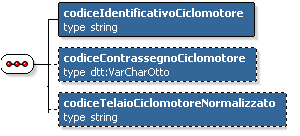 codiceIdentificativoCiclomotore
type string
codiceContrassegnoCiclomotore
type dtt:VarCharOtto
codiceTelaioCiclomotoreNormalizzato
type string